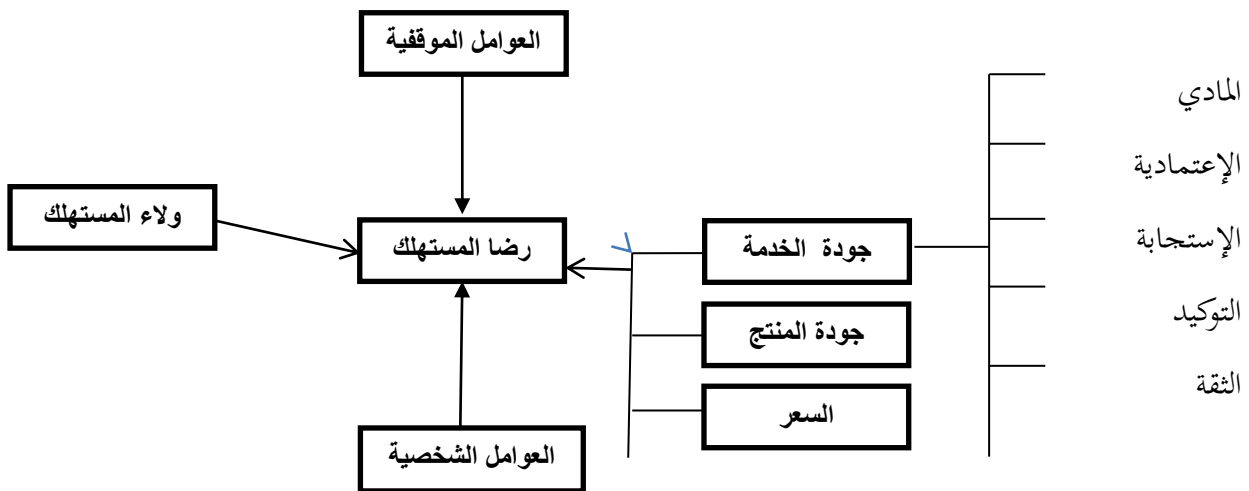 العوامل الموقفية
المادي
الإعتمادية
ولاء المستهلك
رضا المستهلك
جودة الخدمة
الإستجابة
جودة المنتج
التوكيد
السعر
الثقة
العوامل الشخصية